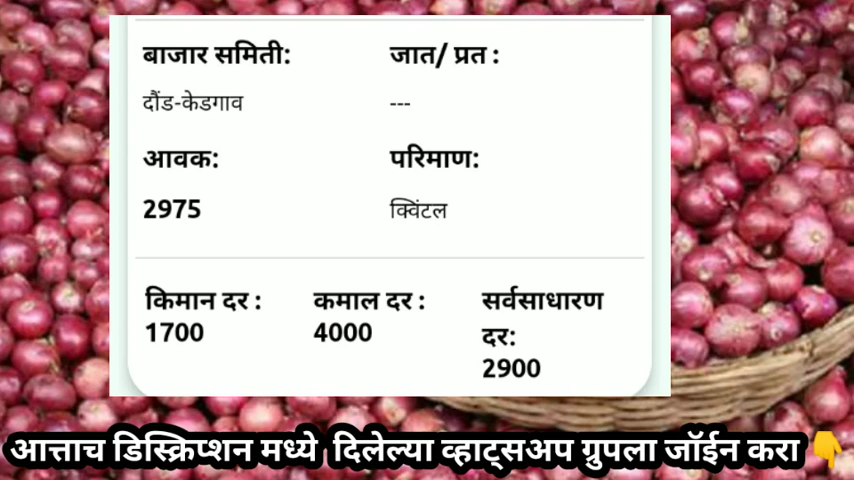 बाजार समिती: जात/ प्रत :
दौंड-केडगाव ---
आवक: परिमाण:
2975 क्विंटल
किमान दर : कमाल दर : सर्वसाधारण
1700 4000 दर:
2900
आत्ताच डिस्क्रिप्शन मध्ये दिलेल्या व्हाट्सअप ग्रुपला जॉईन करा 👇